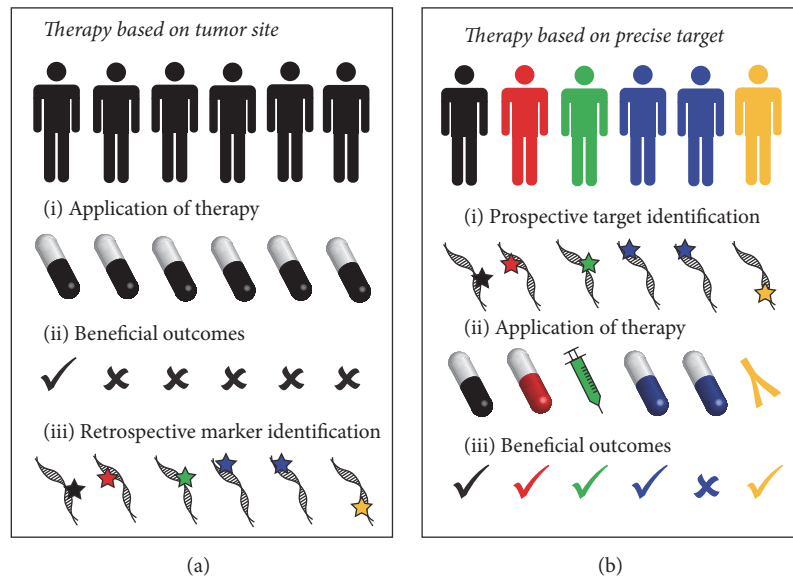 Therapy based on tumor site
(i) Application of therapy
(ii) Beneficial outcomes
(iii) Retrospective marker identification
(a)
Therapy based on precise target
(i) Prospective target identification
(ii) Application of therapy
(iii) Beneficial outcomes
(b)